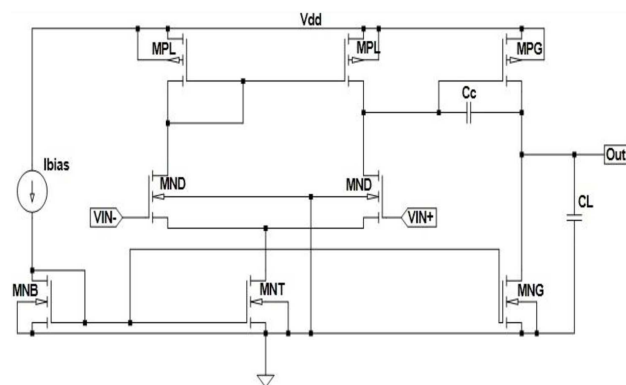 Vdd
MPL
MPL
MPG
Cc
Ibias
MND
MND
Out
VIN-
VIN+
CL
MNB
MNT
MNG